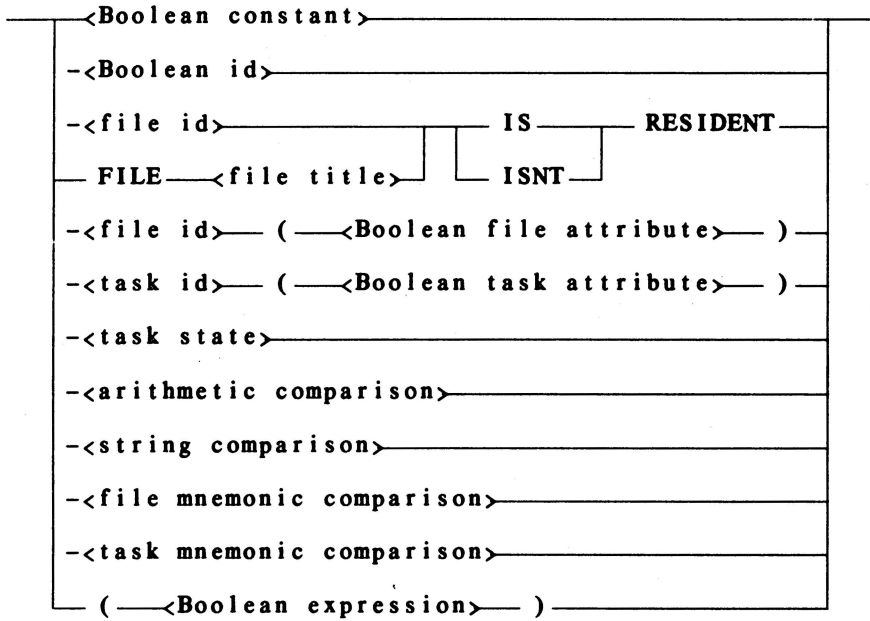 <Boolean constant>
<Boolean id>
<file id> IS RESIDENT
FILE <file title> ISNT
<file id> ( <Boolean file attribute> )
<task id> ( <Boolean task attribute> )
<task state>
<arithmetic comparison>
<string comparison>
<file mnemonic comparison>
<task mnemonic comparison>
( <Boolean expression> )